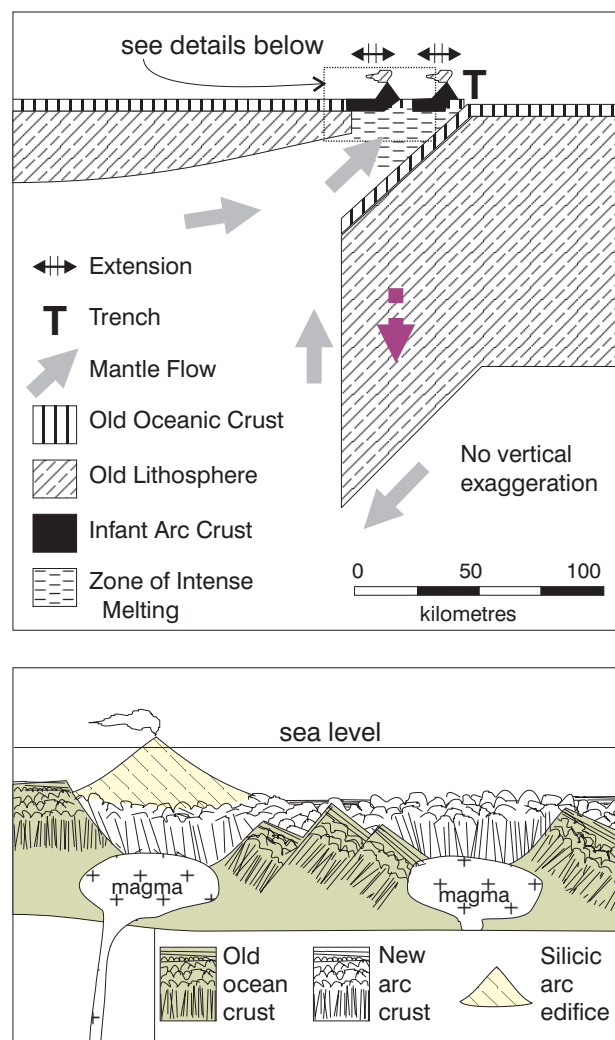 see details below
T
Extension
T
Trench
Mantle Flow
Old Oceanic Crust
Old Lithosphere
Infant Arc Crust
Zone of Intense
Melting
No vertical
exaggeration
0 50 100
kilometres
sea level
magma
magma
Old
ocean
crust
New
arc
crust
Silicic
arc
edifice